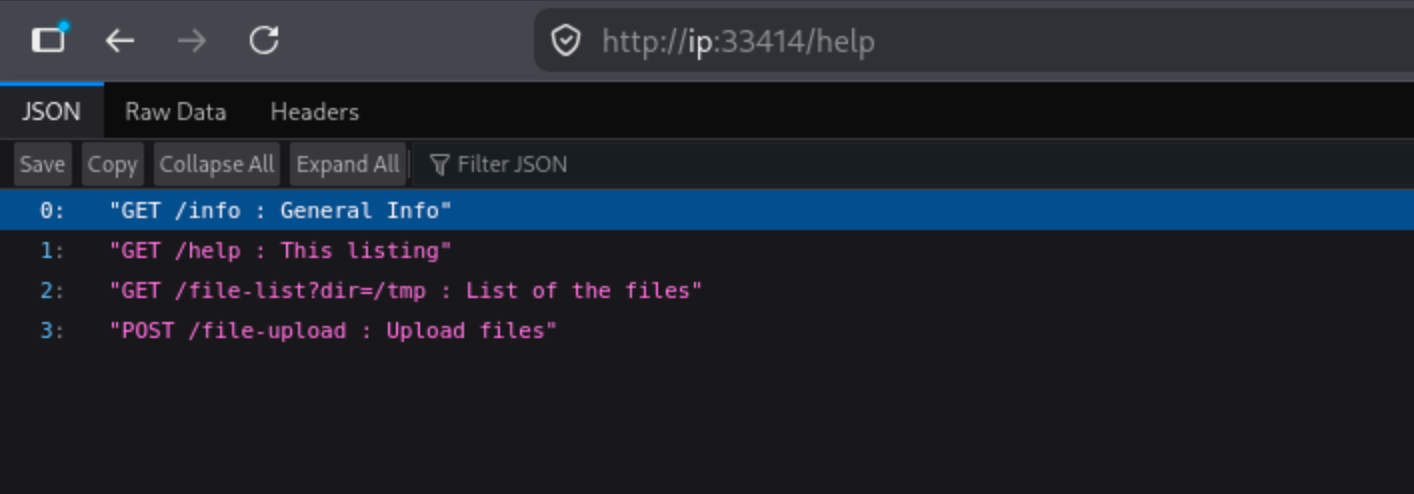 http://ip:33414/help
JSON Raw Data Headers
Save Copy Collapse All Expand All Filter JSON
0: "GET /info : General Info"
1: "GET /help : This listing"
2: "GET /file-list?dir=/tmp : List of the files"
3: "POST /file-upload : Upload files"